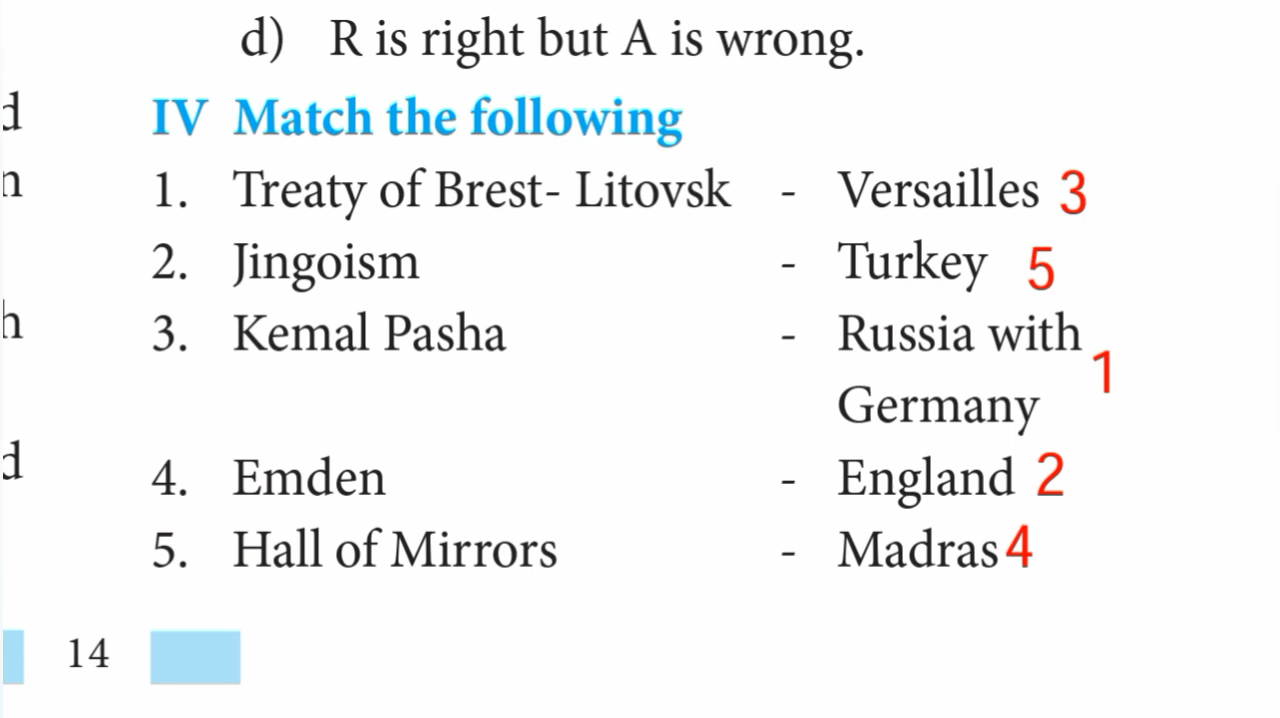 d) R is right but A is wrong.
d
IV Match the following
n
1. Treaty of Brest- Litovsk - Versailles 3
2. Jingoism - Turkey 5
h
3. Kemal Pasha - Russia with
Germany 1
d
4. Emden - England 2
5. Hall of Mirrors - Madras 4
14